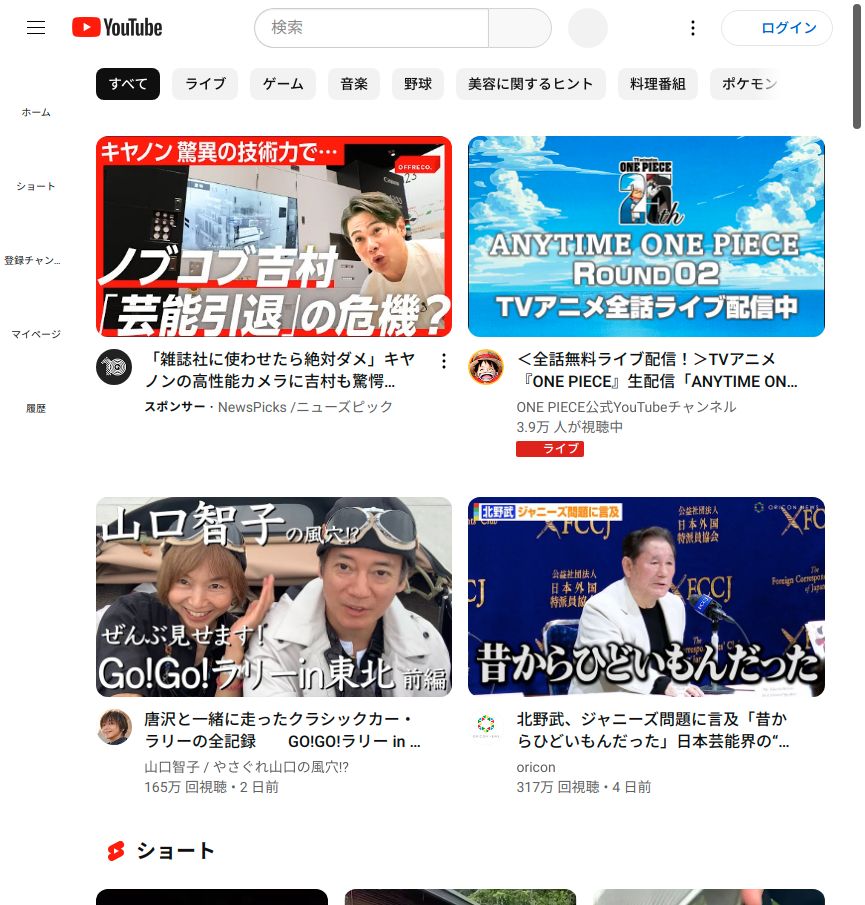 YouTube
検索
ログイン
すべて
ライブ
ゲーム
音楽
野球
美容に関するヒント
料理番組
ポケモン
ホーム
ショート
登録チャン...
マイページ
履歴
キヤノン 驚異の技術力で…
OFFRECO.
Canon
ノブコブ吉村
「芸能引退」の危機？
ONE PIECE
25th
ANYTIME ONE PIECE
ROUND 02
TVアニメ全話ライブ配信中
「雑誌社に使わせたら絶対ダメ」キヤ
ノンの高性能カメラに吉村も驚愕...
スポンサー · NewsPicks /ニューズピック
＜全話無料ライブ配信！＞TVアニメ
『ONE PIECE』生配信「ANYTIME ON...
ONE PIECE公式YouTubeチャンネル
3.9万 人が視聴中
ライブ
山口智子の風穴!?
ぜんぶ見せます！
Go!Go!ラリーin東北 前編
北野武 ジャニーズ問題に言及
ORICON NEWS
公益社団法人
日本外国
特派員協会
FCCJ
公益社団法人
日本外国
特派員協
FCCJ
The
Foreign Correspon
of Japa
昔からひどいもんだった
唐沢と一緒に走ったクラシックカー・
ラリーの全記録　　GO!GO!ラリー in ...
山口智子 / やさぐれ山口の風穴!?
165万 回視聴 • 2 日前
北野武、ジャニーズ問題に言及「昔か
らひどいもんだった」日本芸能界の“...
oricon
317万 回視聴 • 4 日前
ショート